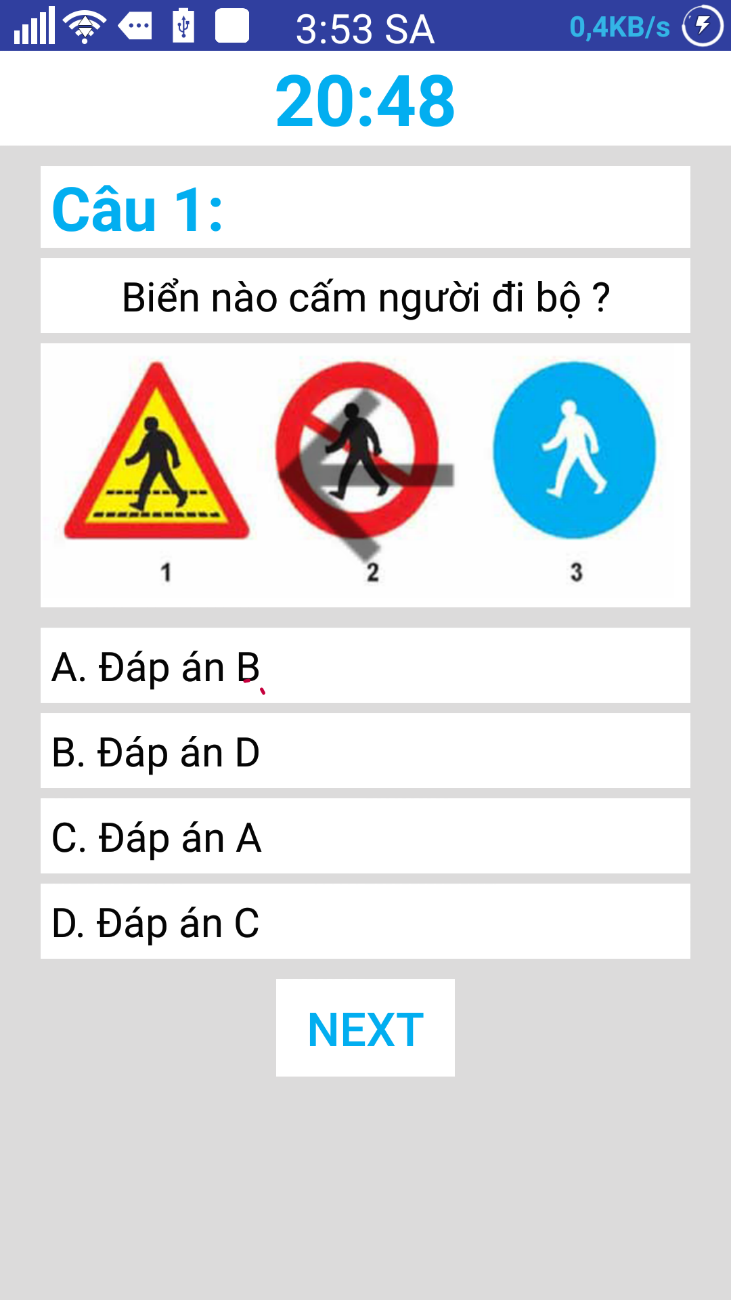 3:53 SA 0,4KB/s
20:48
Câu 1:
Biển nào cấm người đi bộ ?
1 2 3
A. Đáp án B
B. Đáp án D
C. Đáp án A
D. Đáp án C
NEXT